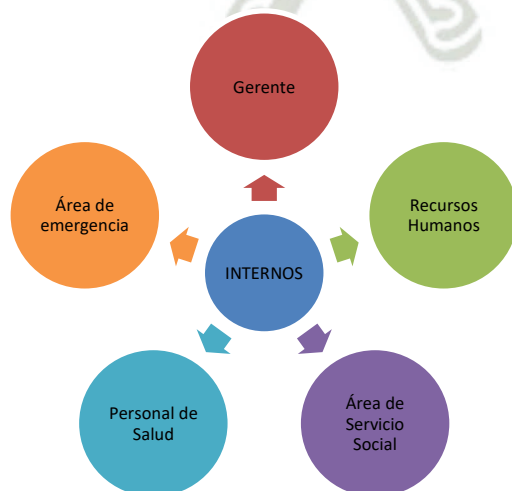 Gerente
Área de
emergencia
Recursos
Humanos
INTERNOS
Personal de
Salud
Área de
Servicio
Social